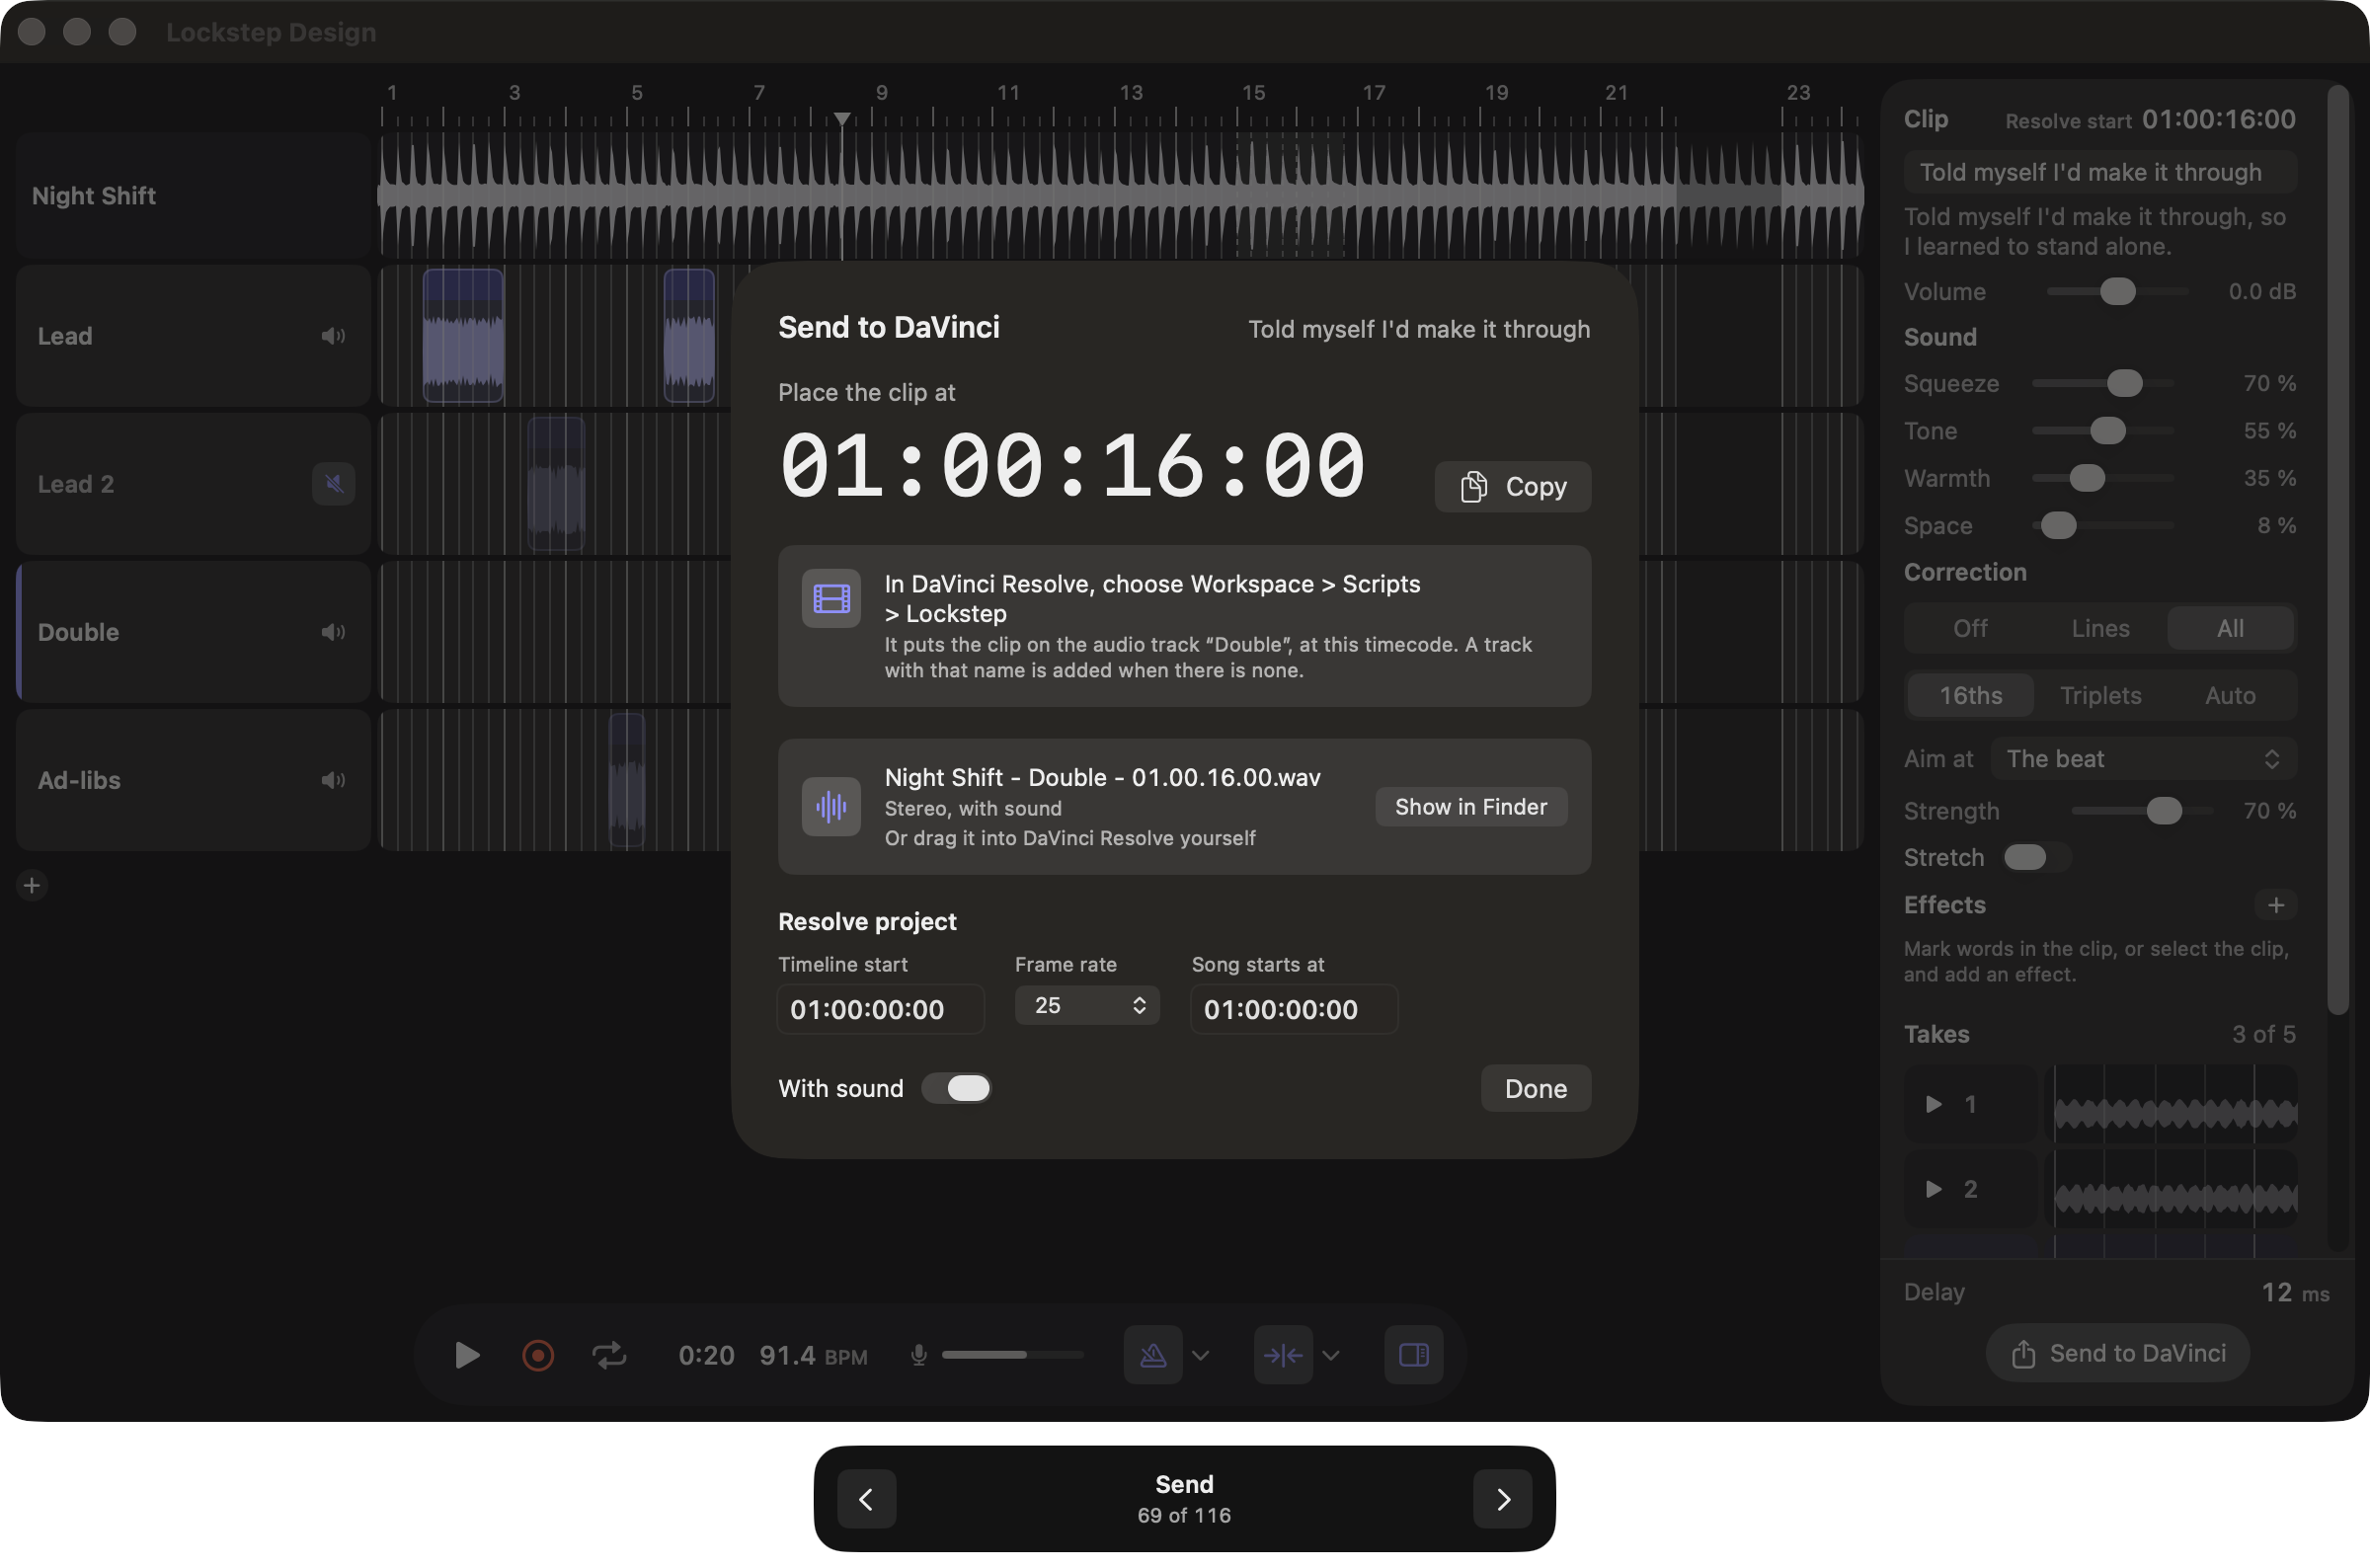 Lockstep Design
1 3 5 7 9 11 13 15 17 19 21 23
Night Shift
Lead
Lead 2
Double
Ad-libs
Send to DaVinci
Told myself I'd make it through
Place the clip at
01:00:16:00
Copy
In DaVinci Resolve, choose Workspace > Scripts
> Lockstep
It puts the clip on the audio track “Double”, at this timecode. A track
with that name is added when there is none.
Night Shift - Double - 01.00.16.00.wav
Stereo, with sound
Or drag it into DaVinci Resolve yourself
Show in Finder
Resolve project
Timeline start
Frame rate
Song starts at
01:00:00:00
25
01:00:00:00
With sound
Done
Clip
Resolve start 01:00:16:00
Told myself I'd make it through
Told myself I'd make it through, so
I learned to stand alone.
Volume 0.0 dB
Sound
Squeeze 70 %
Tone 55 %
Warmth 35 %
Space 8 %
Correction
Off Lines All
16ths Triplets Auto
Aim at The beat
Strength 70 %
Stretch
Effects
Mark words in the clip, or select the clip,
and add an effect.
Takes 3 of 5
1
2
Delay 12 ms
Send to DaVinci
0:20 91.4 BPM
Send
69 of 116